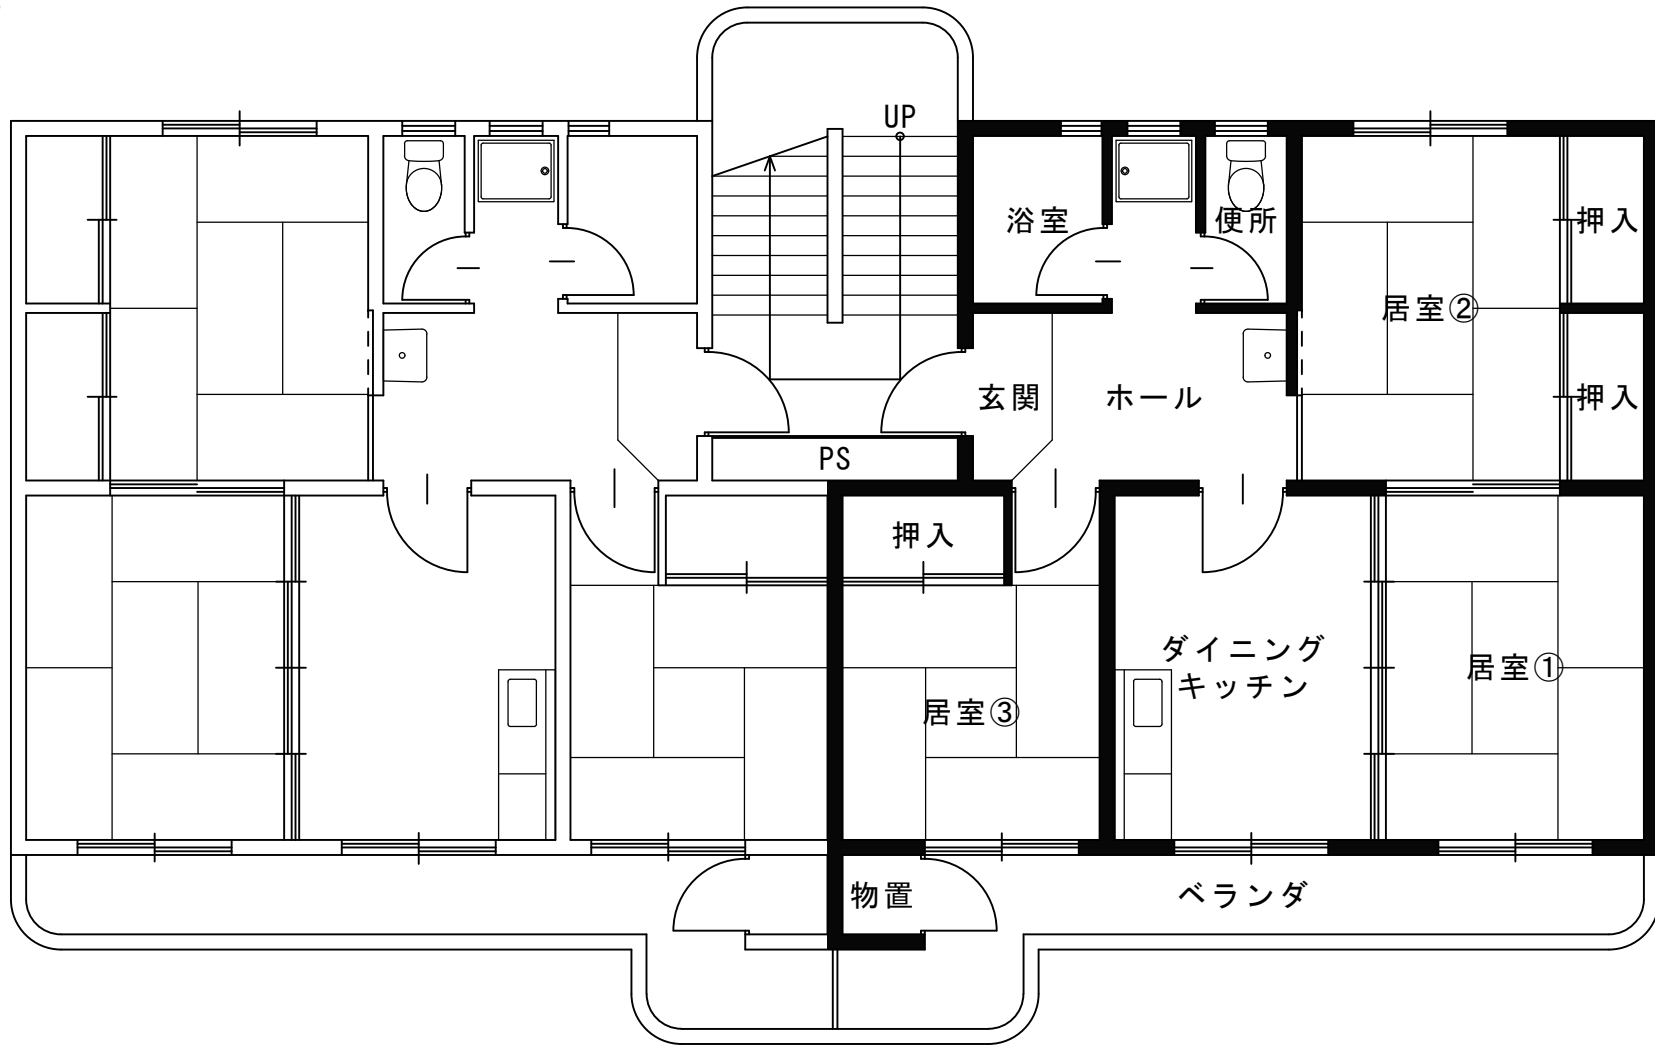 UP
浴室
便所
押入
居室②
玄関
ホール
押入
PS
押入
ダイニング
キッチン
居室①
居室③
物置
ベランダ